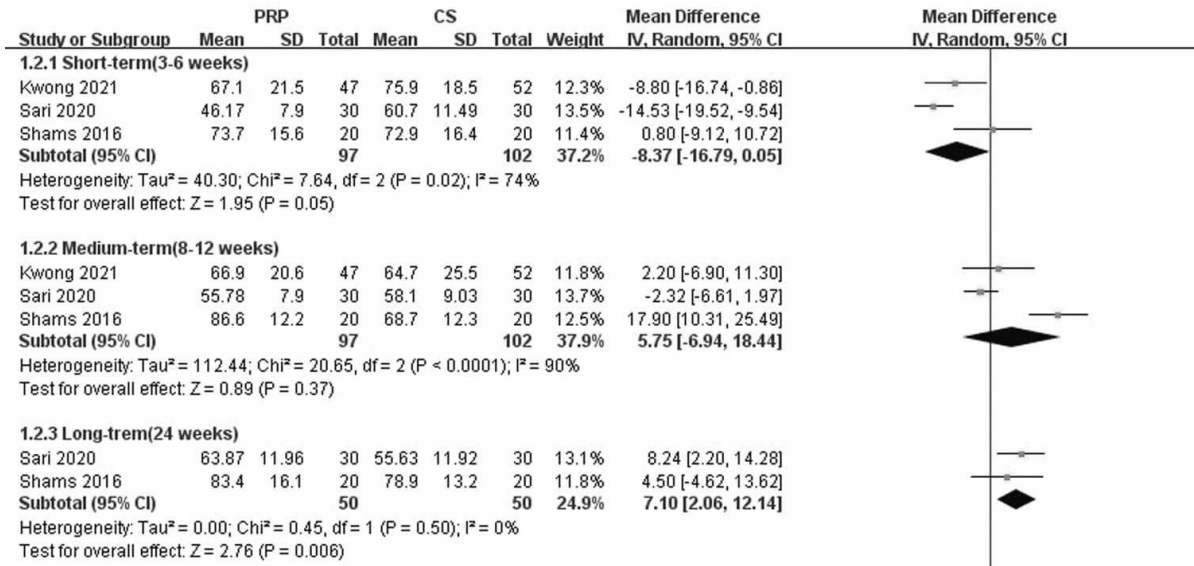 PRP CS Mean Difference Mean Difference
Study or Subgroup Mean SD Total Mean SD Total Weight IV, Random, 95% CI IV, Random, 95% CI
1.2.1 Short-term(3-6 weeks)
Kwong 2021 67.1 21.5 47 75.9 18.5 52 12.3% -8.80 [-16.74, -0.86]
Sari 2020 46.17 7.9 30 60.7 11.49 30 13.5% -14.53 [-19.52, -9.54]
Shams 2016 73.7 15.6 20 72.9 16.4 20 11.4% 0.80 [-9.12, 10.72]
Subtotal (95% CI) 97 102 37.2% -8.37 [-16.79, 0.05]
Heterogeneity: Tau² = 40.30; Chi² = 7.64, df = 2 (P = 0.02); I² = 74%
Test for overall effect: Z = 1.95 (P = 0.05)
1.2.2 Medium-term(8-12 weeks)
Kwong 2021 66.9 20.6 47 64.7 25.5 52 11.8% 2.20 [-6.90, 11.30]
Sari 2020 55.78 7.9 30 58.1 9.03 30 13.7% -2.32 [-6.61, 1.97]
Shams 2016 86.6 12.2 20 68.7 12.3 20 12.5% 17.90 [10.31, 25.49]
Subtotal (95% CI) 97 102 37.9% 5.75 [-6.94, 18.44]
Heterogeneity: Tau² = 112.44; Chi² = 20.65, df = 2 (P < 0.0001); I² = 90%
Test for overall effect: Z = 0.89 (P = 0.37)
1.2.3 Long-trem(24 weeks)
Sari 2020 63.87 11.96 30 55.63 11.92 30 13.1% 8.24 [2.20, 14.28]
Shams 2016 83.4 16.1 20 78.9 13.2 20 11.8% 4.50 [-4.62, 13.62]
Subtotal (95% CI) 50 50 24.9% 7.10 [2.06, 12.14]
Heterogeneity: Tau² = 0.00; Chi² = 0.45, df = 1 (P = 0.50); I² = 0%
Test for overall effect: Z = 2.76 (P = 0.006)